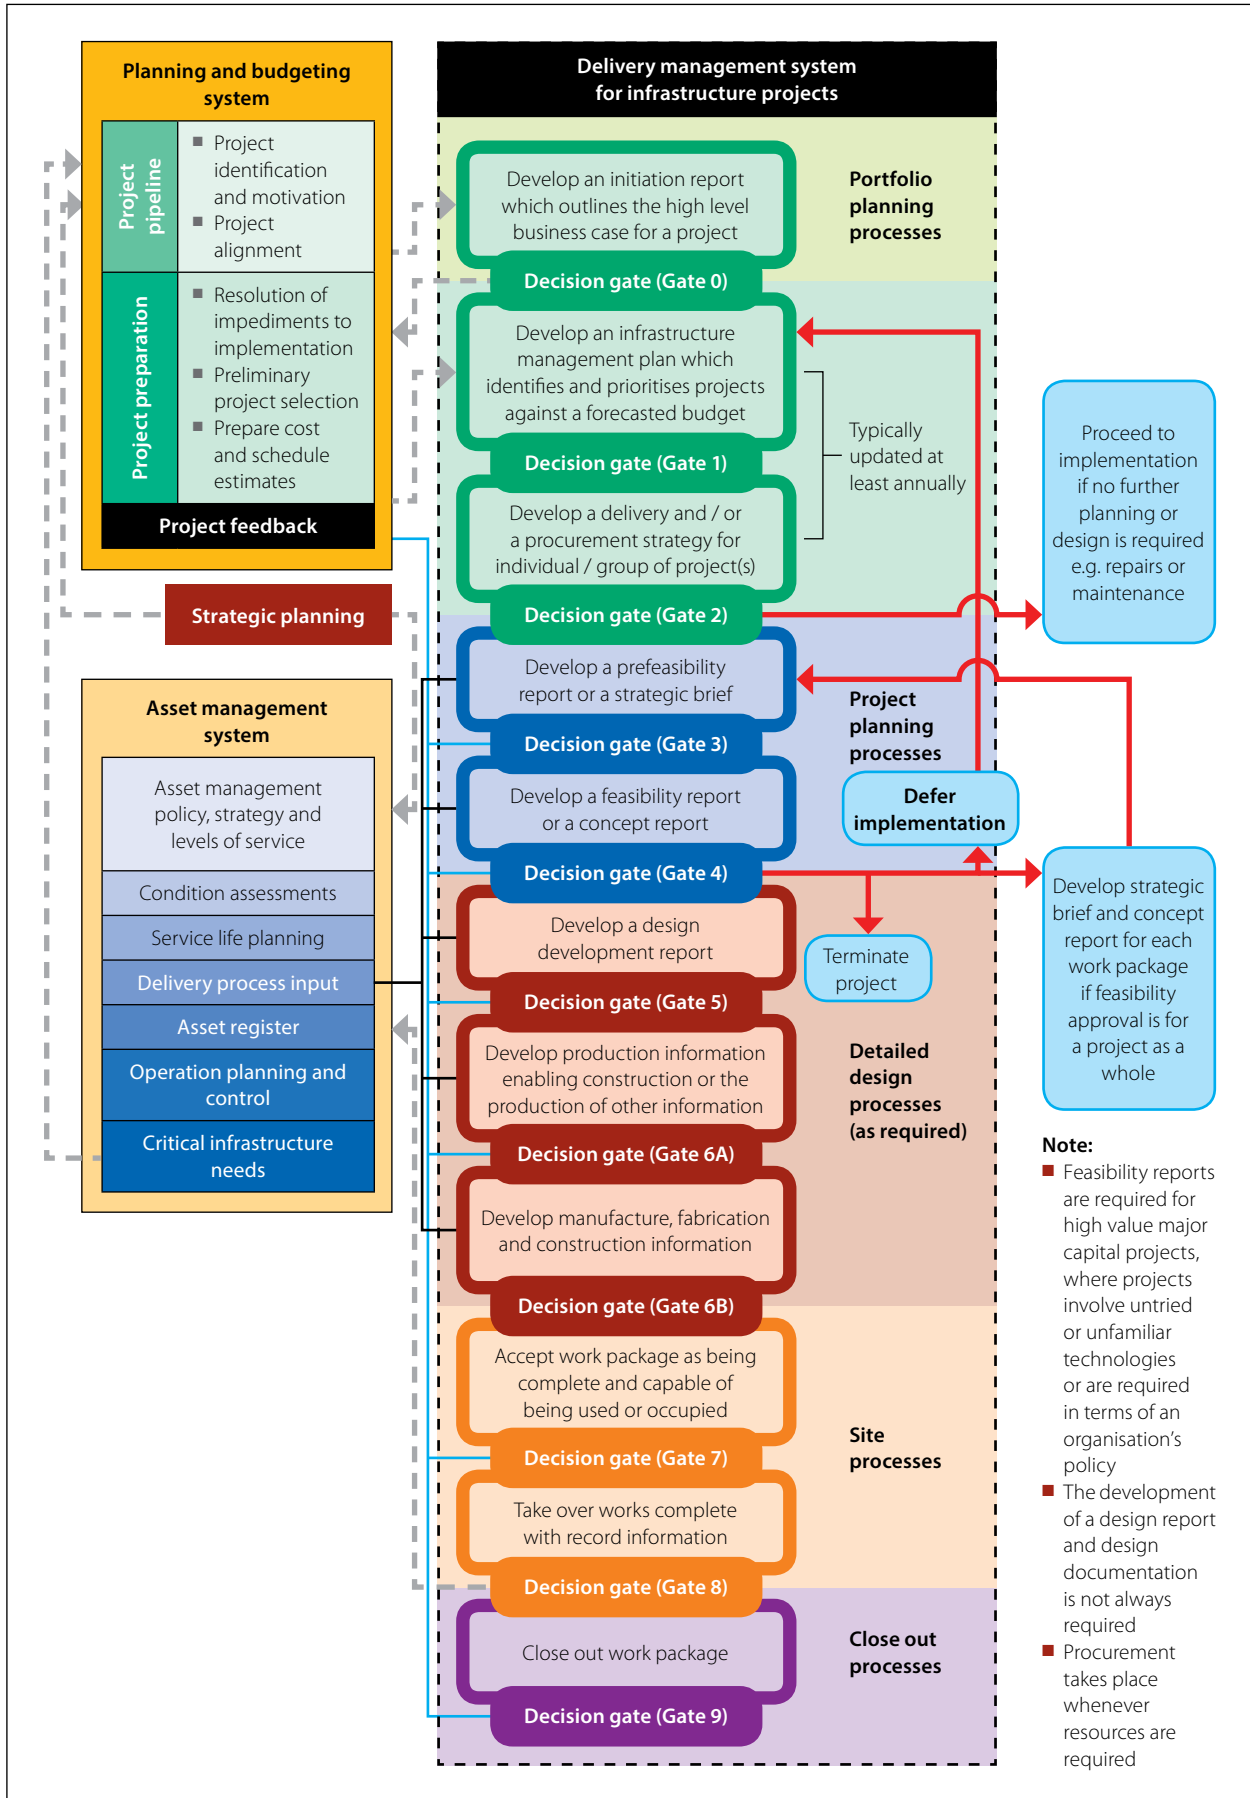 Planning and budgeting
system
Project
pipeline
■ Project
identification
and motivation
■ Project
alignment
Project preparation
■ Resolution of
impediments to
implementation
■ Preliminary
project selection
■ Prepare cost
and schedule
estimates
Project feedback
Strategic planning
Asset management
system
Asset management
policy, strategy and
levels of service
Condition assessments
Service life planning
Delivery process input
Asset register
Operation planning and
control
Critical infrastructure
needs
Delivery management system
for infrastructure projects
Develop an initiation report
which outlines the high level
business case for a project
Decision gate (Gate 0)
Portfolio
planning
processes
Develop an infrastructure
management plan which
identifies and prioritises projects
against a forecasted budget
Decision gate (Gate 1)
Typically
updated at
least annually
Develop a delivery and / or
a procurement strategy for
individual / group of project(s)
Decision gate (Gate 2)
Develop a prefeasibility
report or a strategic brief
Decision gate (Gate 3)
Project
planning
processes
Develop a feasibility report
or a concept report
Decision gate (Gate 4)
Defer
implementation
Develop a design
development report
Decision gate (Gate 5)
Terminate
project
Develop production information
enabling construction or the
production of other information
Decision gate (Gate 6A)
Detailed
design
processes
(as required)
Develop manufacture, fabrication
and construction information
Decision gate (Gate 6B)
Accept work package as being
complete and capable of
being used or occupied
Decision gate (Gate 7)
Site
processes
Take over works complete
with record information
Decision gate (Gate 8)
Close out work package
Decision gate (Gate 9)
Close out
processes
Proceed to
implementation
if no further
planning or
design is required
e.g. repairs or
maintenance
Develop strategic
brief and concept
report for each
work package
if feasibility
approval is for
a project as a
whole
Note:
■ Feasibility reports
are required for
high value major
capital projects,
where projects
involve untried
or unfamiliar
technologies
or are required
in terms of an
organisation’s
policy
■ The development
of a design report
and design
documentation
is not always
required
■ Procurement
takes place
whenever
resources are
required